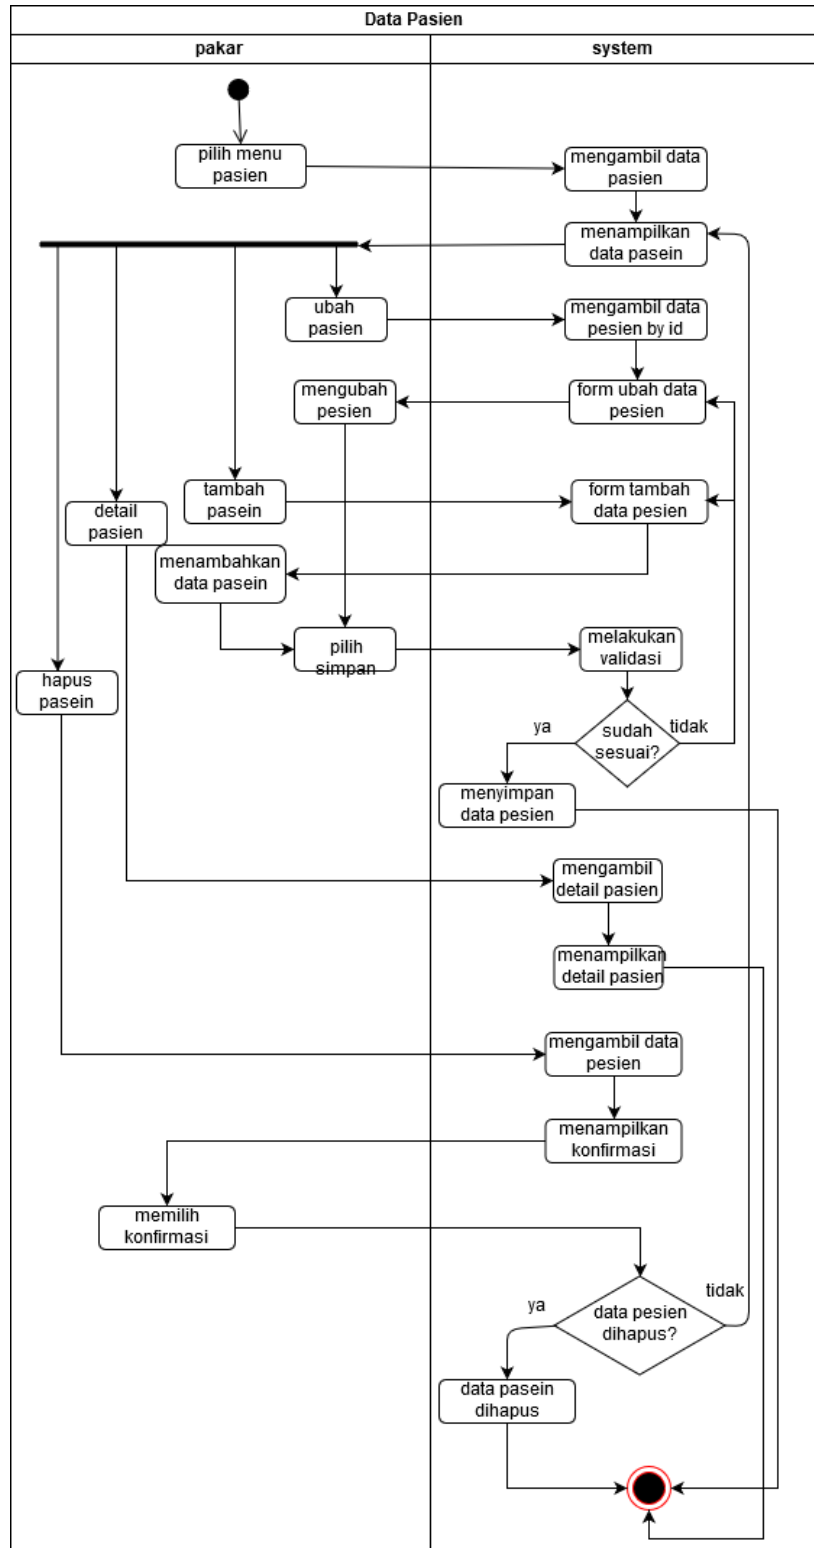 Data Pasien
pakar
system
pilih menu
pasien
mengambil data
pasien
menampilkan
data pasein
ubah
pasien
mengambil data
pesien by id
mengubah
pesien
form ubah data
pesien
tambah
pasein
form tambah
data pesien
detail
pasien
menambahkan
data pasein
pilih
simpan
melakukan
validasi
hapus
pasein
ya
sudah
sesuai?
tidak
menyimpan
data pesien
mengambil
detail pasien
menampilkan
detail pasien
mengambil data
pesien
menampilkan
konfirmasi
memilih
konfirmasi
ya
data pesien
dihapus?
tidak
data pasein
dihapus